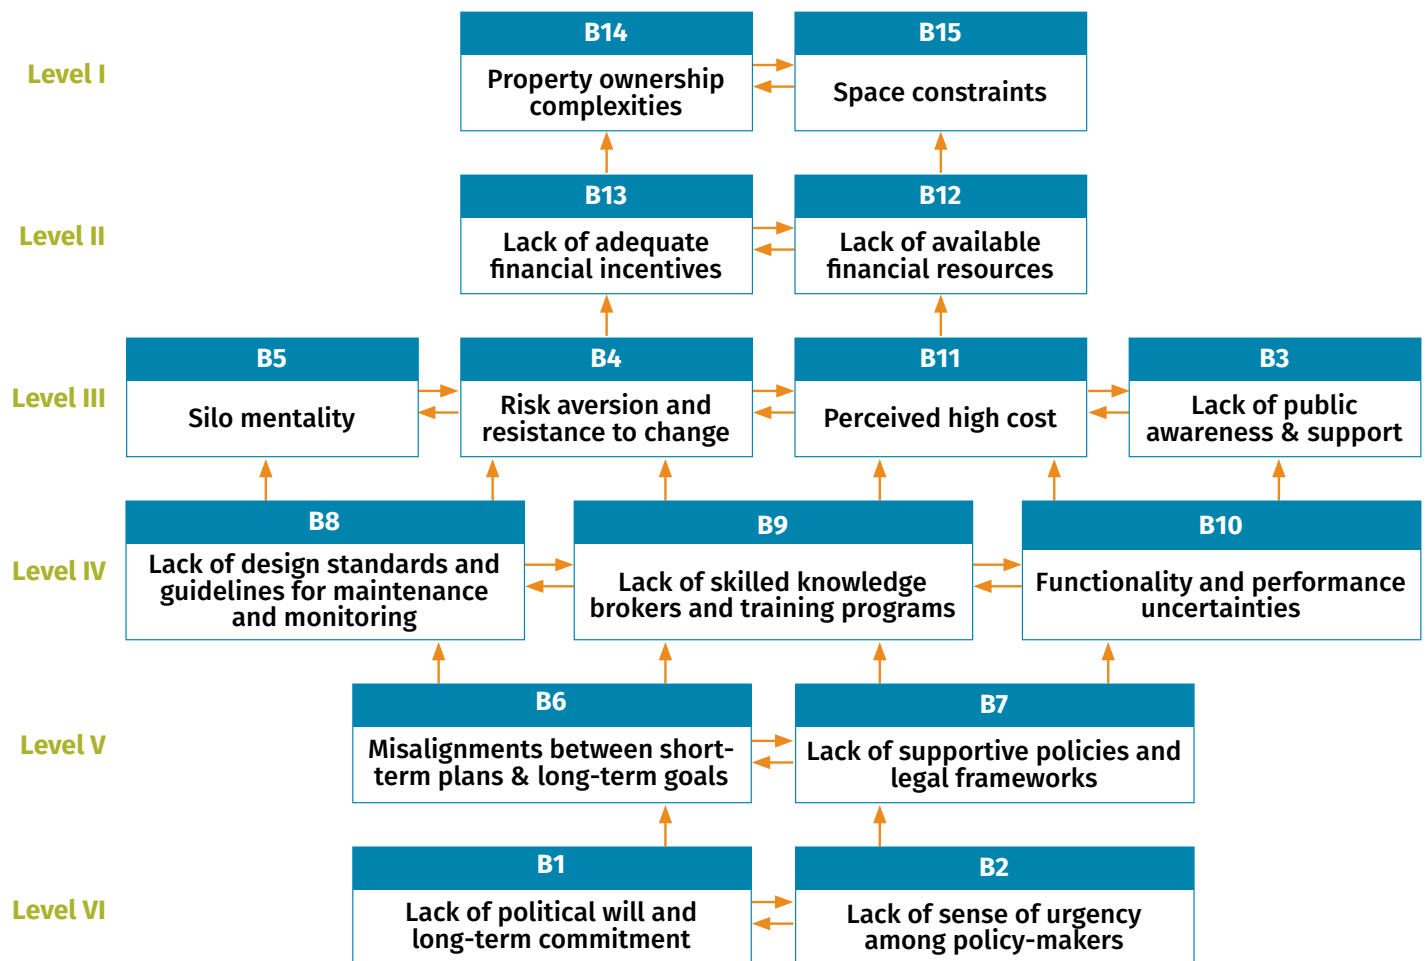 Level I
B14
Property ownership
complexities
B15
Space constraints
Level II
B13
Lack of adequate
financial incentives
B12
Lack of available
financial resources
Level III
B5
Silo mentality
B4
Risk aversion and
resistance to change
B11
Perceived high cost
B3
Lack of public
awareness & support
Level IV
B8
Lack of design standards and
guidelines for maintenance
and monitoring
B9
Lack of skilled knowledge
brokers and training programs
B10
Functionality and performance
uncertainties
Level V
B6
Misalignments between short-
term plans & long-term goals
B7
Lack of supportive policies and
legal frameworks
Level VI
B1
Lack of political will and
long-term commitment
B2
Lack of sense of urgency
among policy-makers